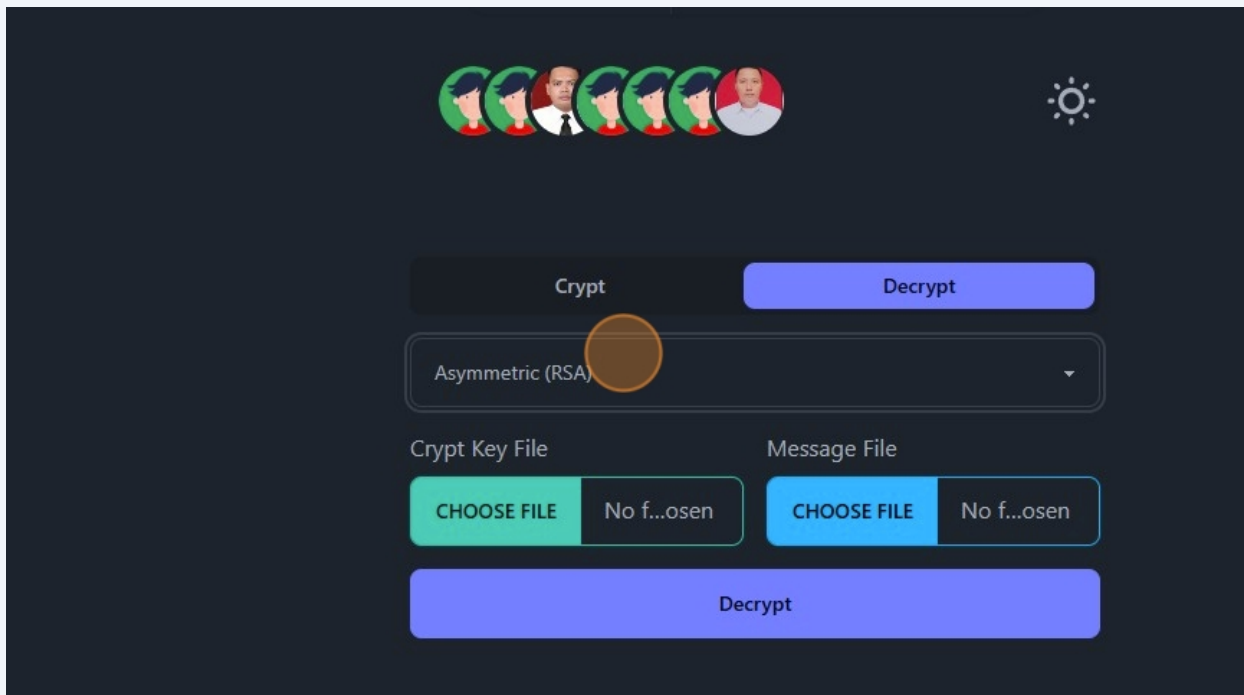 Crypt Decrypt
Asymmetric (RSA)
Crypt Key File Message File
CHOOSE FILE No f...osen CHOOSE FILE No f...osen
Decrypt